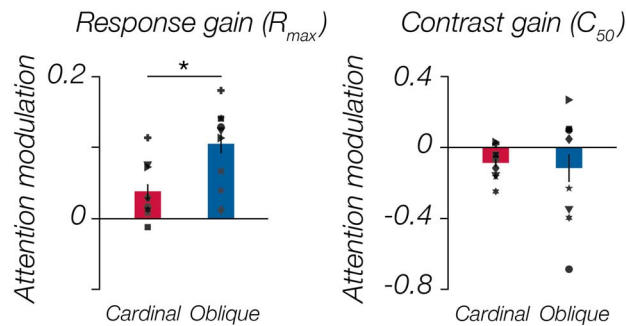 Response gain (Rmax)
*
0.2
0
Attention modulation
Cardinal Oblique
Contrast gain (C50)
0.4
0
-0.4
-0.8
Attention modulation
Cardinal Oblique